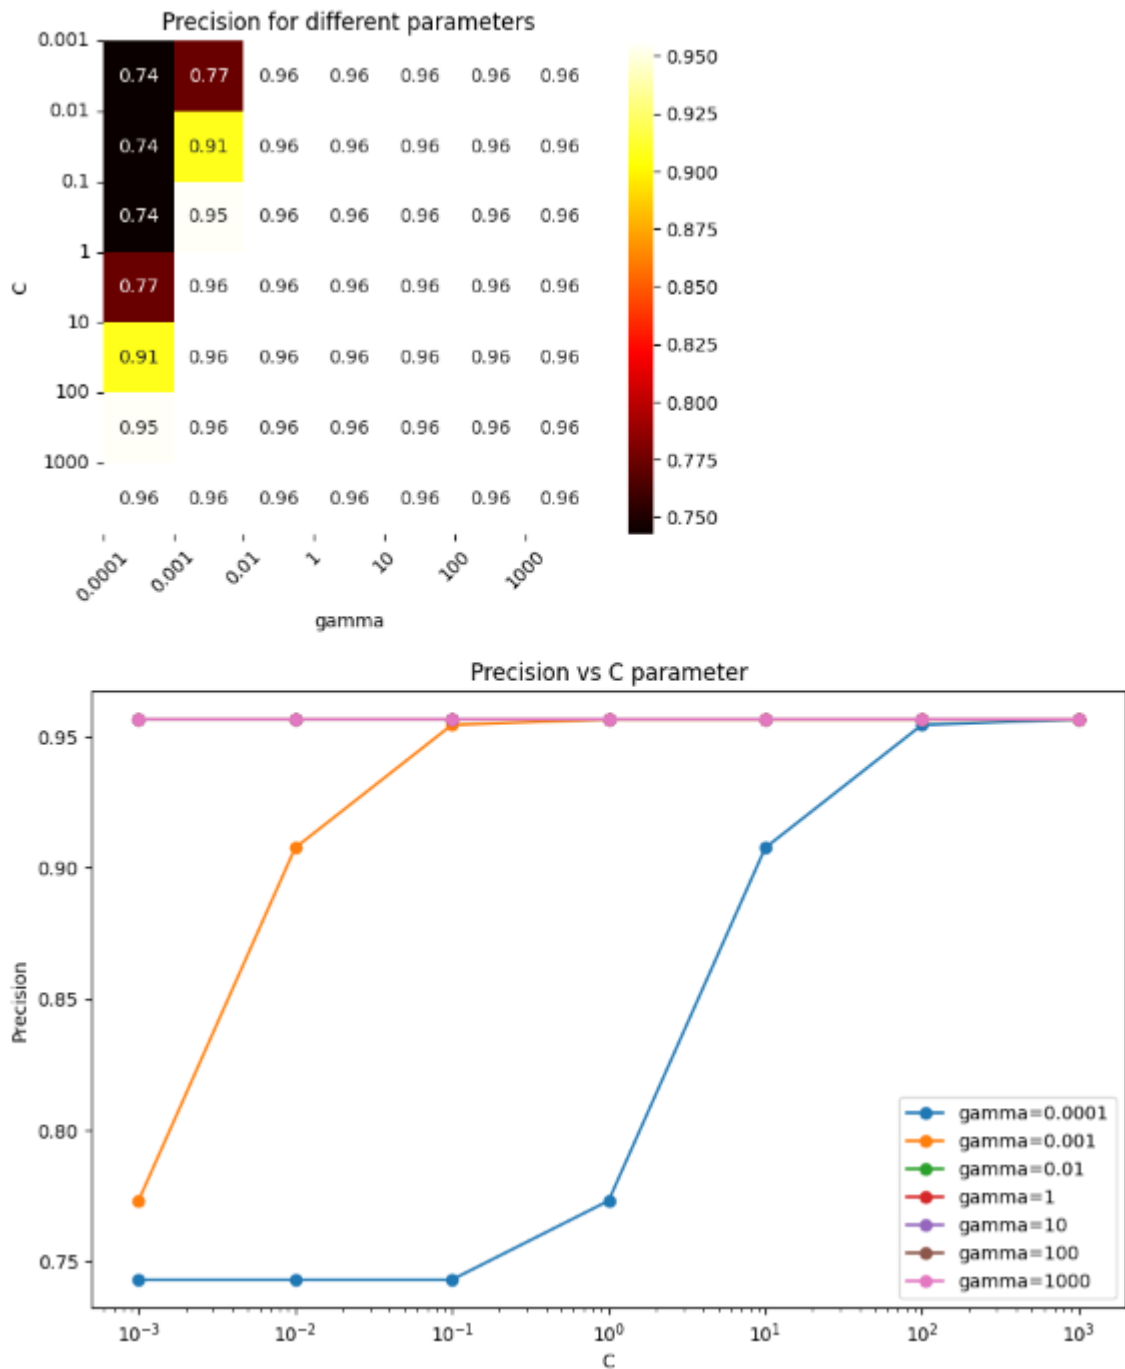 Precision for different parameters
0.001 0.74 0.77 0.96 0.96 0.96 0.96 0.96 0.950
0.01 0.74 0.91 0.96 0.96 0.96 0.96 0.96 0.925
0.1 0.74 0.95 0.96 0.96 0.96 0.96 0.96 0.900
1 0.77 0.96 0.96 0.96 0.96 0.96 0.96 0.875
C
10 0.91 0.96 0.96 0.96 0.96 0.96 0.96 0.850
100 0.95 0.96 0.96 0.96 0.96 0.96 0.96 0.825
1000 0.96 0.96 0.96 0.96 0.96 0.96 0.96 0.800
0.775
0.750
0.0001 0.001 0.01 1 10 100 1000
gamma
Precision vs C parameter
0.95
0.90
0.85
0.80
0.75
Precision
gamma=0.0001
gamma=0.001
gamma=0.01
gamma=1
gamma=10
gamma=100
gamma=1000
10⁻³ 10⁻² 10⁻¹ 10⁰ 10¹ 10² 10³
C